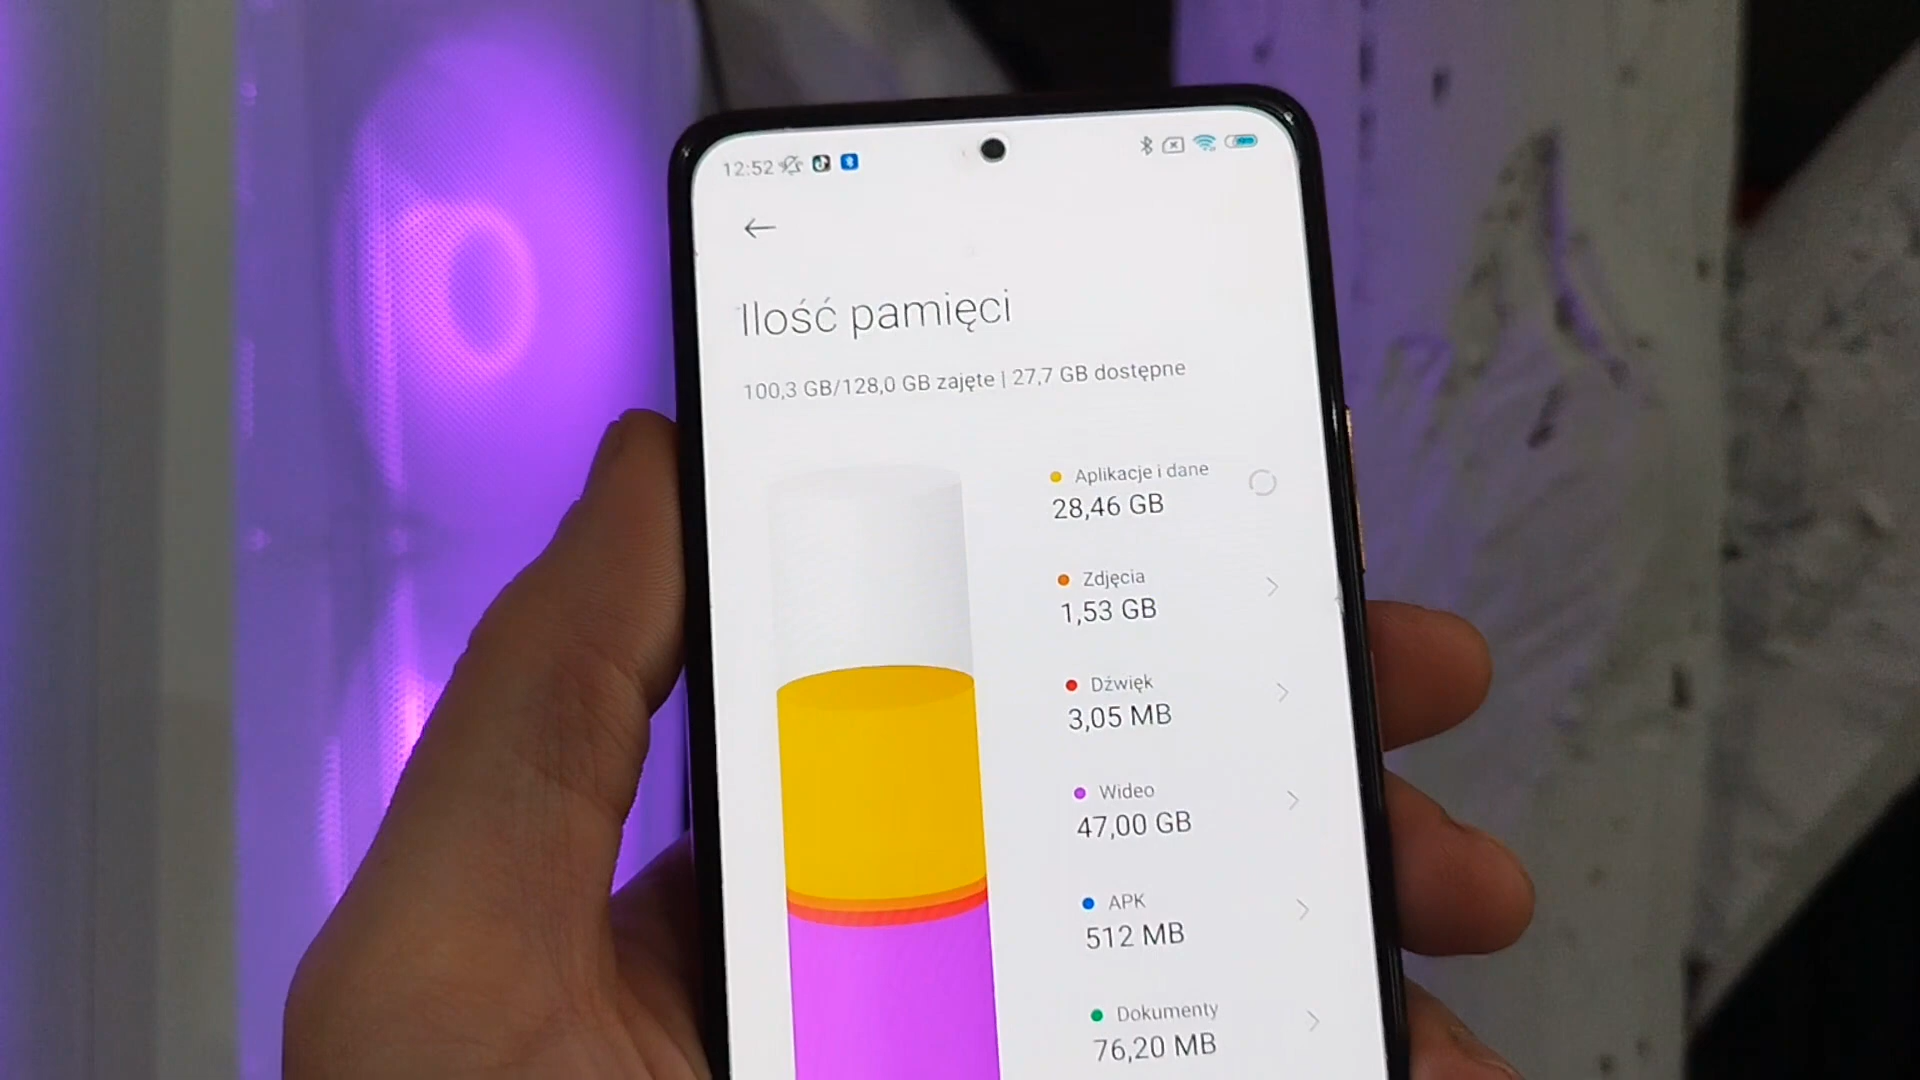 12:52
Ilość pamięci
100,3 GB/128,0 GB zajęte | 27,7 GB dostępne
Aplikacje i dane
28,46 GB
Zdjęcia
1,53 GB
Dźwięk
3,05 MB
Wideo
47,00 GB
APK
512 MB
Dokumenty
76,20 MB